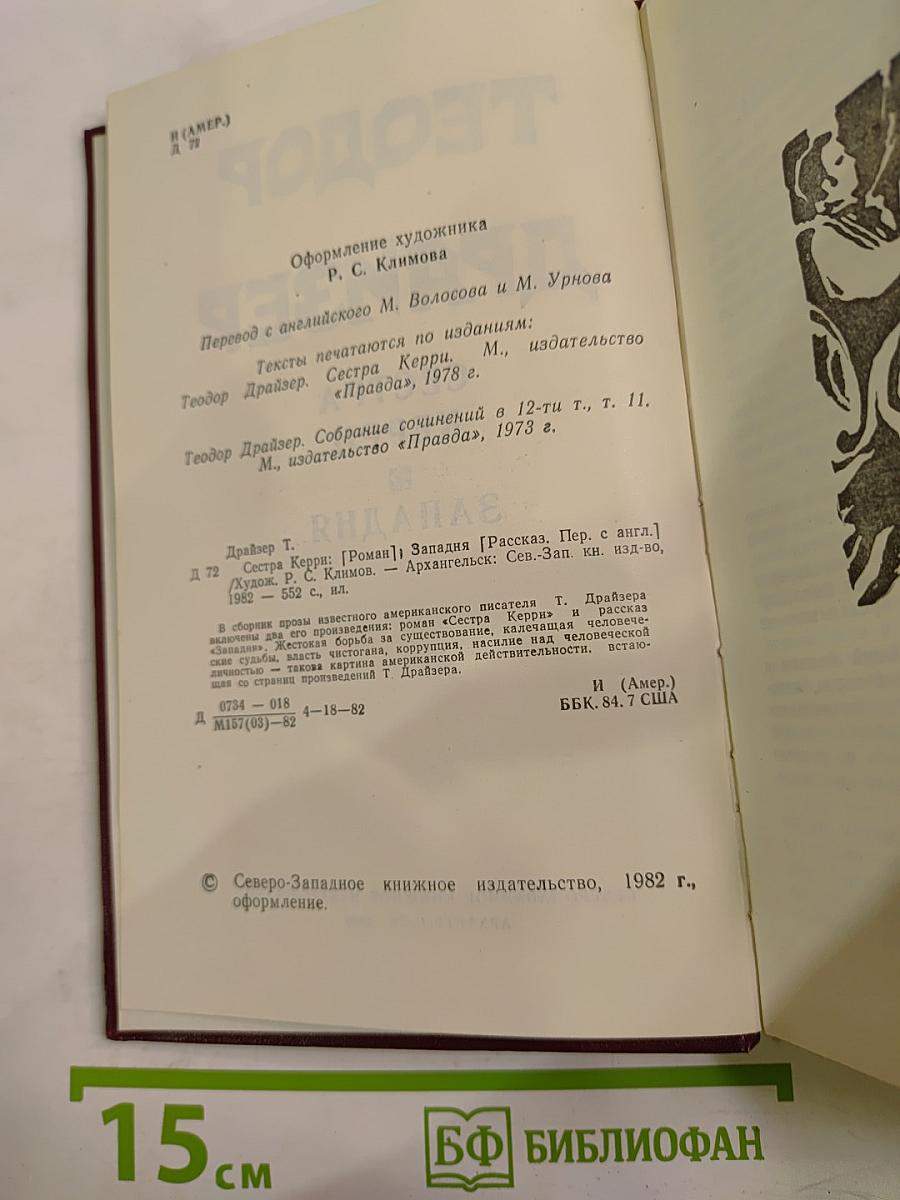 И (АМЕР.)
Д 72
Оформление художника
Р. С. Климова
Перевод с английского М. Волосова и М. Урнова
Тексты печатаются по изданиям:
Теодор Драйзер. Сестра Керри. М., издательство
«Правда», 1978 г.
Теодор Драйзер. Собрание сочинений в 12-ти т., т. 11.
М., издательство «Правда», 1973 г.
Драйзер Т.
Д 72 Сестра Керри: [Роман]; Западня [Рассказ. Пер. с англ.]
/Худож. Р. С. Климов. — Архангельск: Сев.-Зап. кн. изд-во,
1982 — 552 с., ил.
В сборник прозы известного американского писателя Т. Драйзера
включены два его произведения: роман «Сестра Керри» и рассказ
«Западня». Жестокая борьба за существование, калечащая человече-
ские судьбы, власть чистогана, коррупция, насилие над человеческой
личностью — такова картина американской действительности, встаю-
щая со страниц произведений Т. Драйзера.
Д 0734 — 018
М157(03)—82 4—18—82
И (Амер.)
ББК. 84. 7 США
© Северо-Западное книжное издательство, 1982 г.,
оформление.
15 см
БФ БИБЛИОФАН